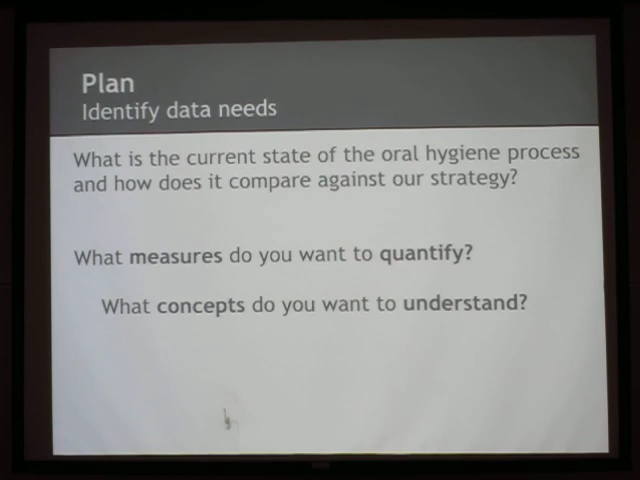 Plan
Identify data needs
What is the current state of the oral hygiene process
and how does it compare against our strategy?
What measures do you want to quantify?
What concepts do you want to understand?